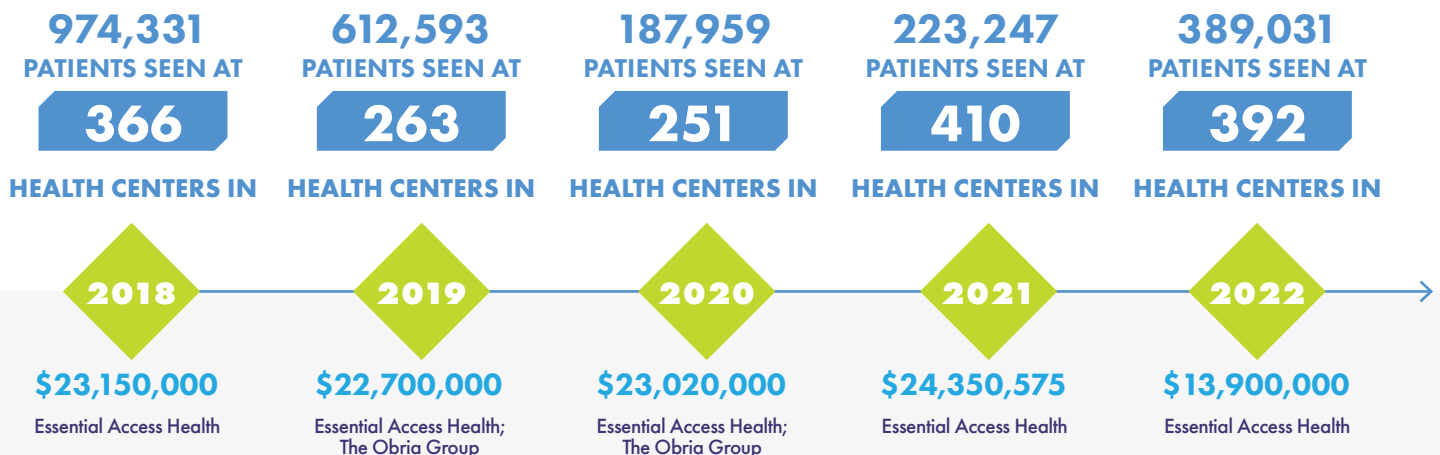 974,331
PATIENTS SEEN AT
366
HEALTH CENTERS IN
2018
$23,150,000
Essential Access Health
612,593
PATIENTS SEEN AT
263
HEALTH CENTERS IN
2019
$22,700,000
Essential Access Health;
The Obria Group
187,959
PATIENTS SEEN AT
251
HEALTH CENTERS IN
2020
$23,020,000
Essential Access Health;
The Obria Group
223,247
PATIENTS SEEN AT
410
HEALTH CENTERS IN
2021
$24,350,575
Essential Access Health
389,031
PATIENTS SEEN AT
392
HEALTH CENTERS IN
2022
$13,900,000
Essential Access Health